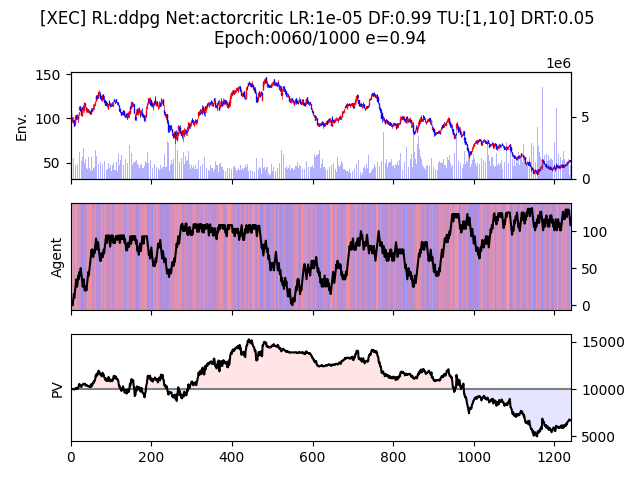 [XEC] RL:ddpg Net:actorcritic LR:1e-05 DF:0.99 TU:[1,10] DRT:0.05
Epoch:0060/1000 e=0.94
1e6
150
100
50
Env.
5
0
Agent
100
50
0
PV
15000
10000
5000
0 200 400 600 800 1000 1200